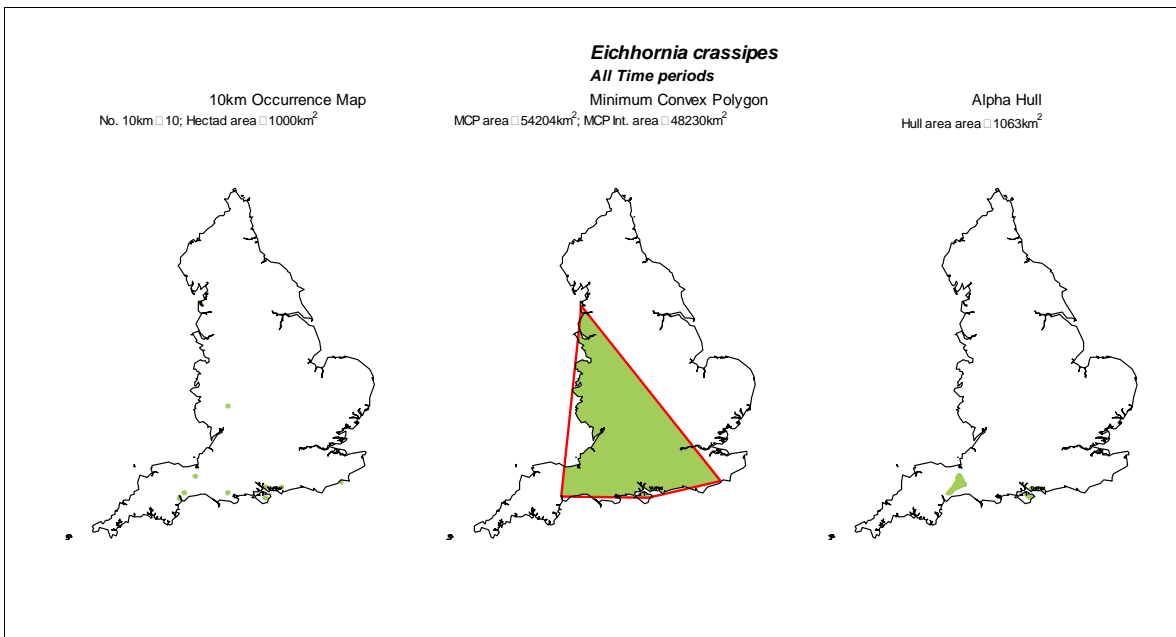 Eichhornia crassipes
All Time periods
10km Occurrence Map
No. 10km □ 10; Hectad area □ 1000km²
Minimum Convex Polygon
MCP area □ 54204km²; MCP Int. area □ 48230km²
Alpha Hull
Hull area area □ 1063km²